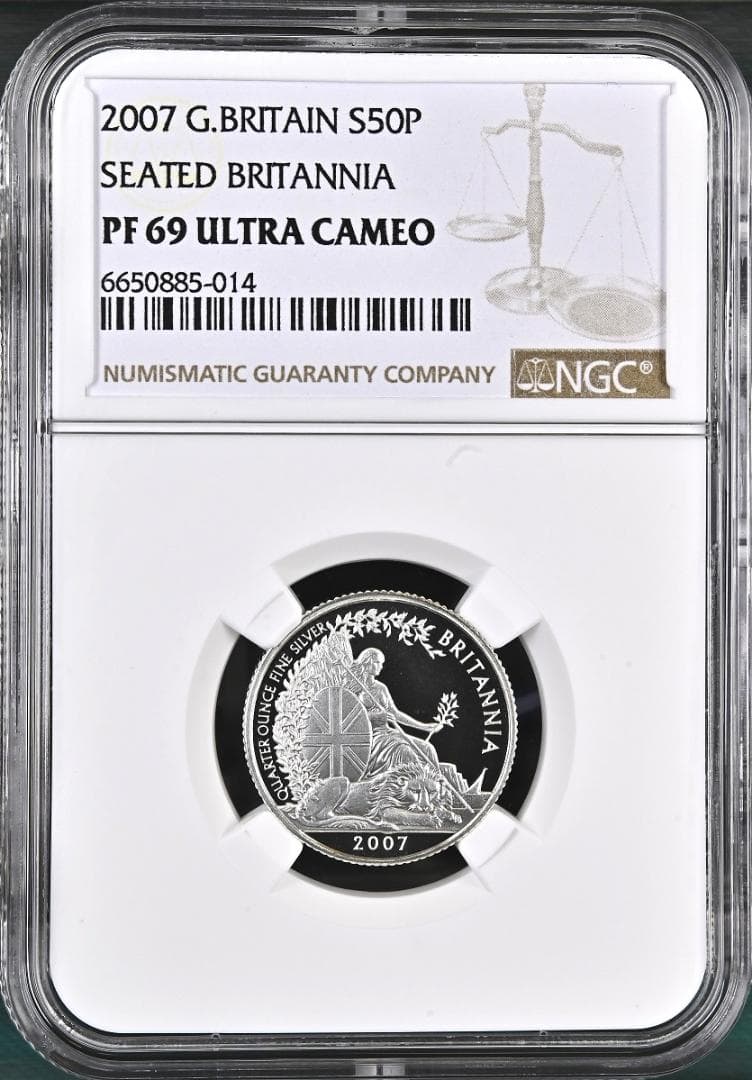 2007 G.BRITAIN S50P
SEATED BRITANNIA
PF 69 ULTRA CAMEO
6650885-014
NUMISMATIC GUARANTY COMPANY
NGC®
QUARTER OUNCE FINE SILVER
BRITANNIA
2007